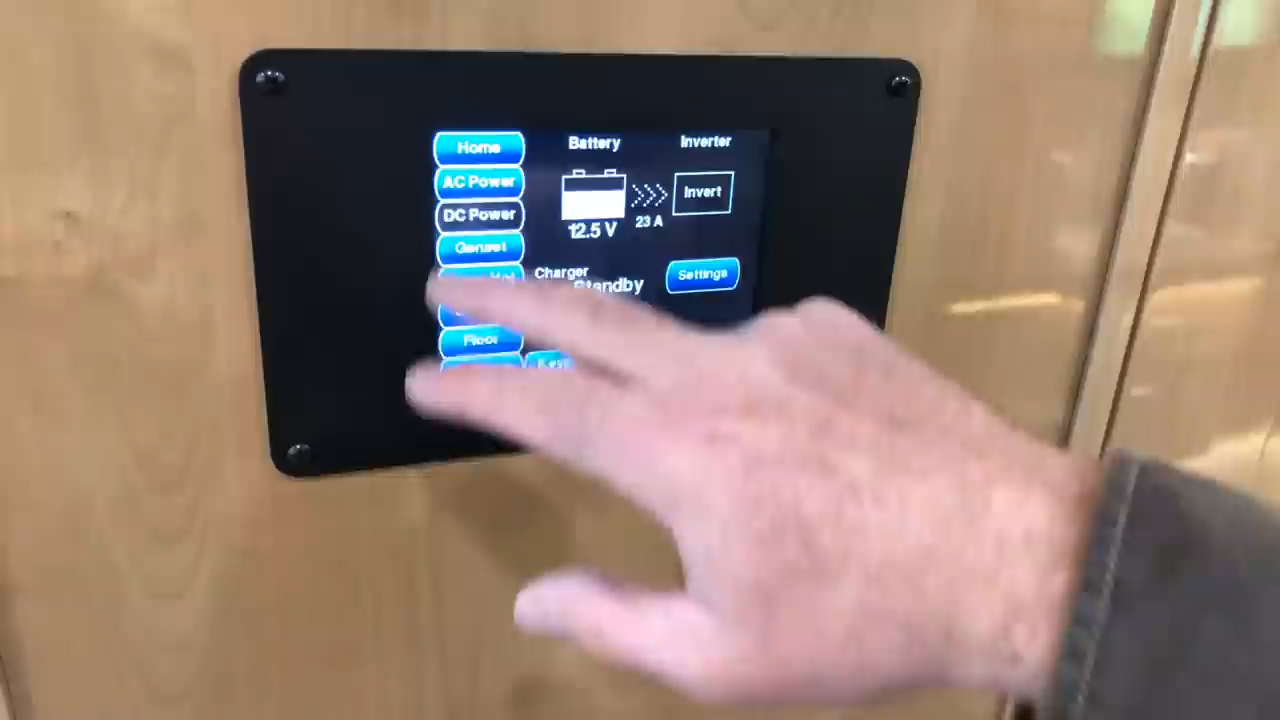 Home
AC Power
DC Power
Genset
Floor
Battery
12.5 V
23 A
Inverter
Invert
Charger
Standby
Settings